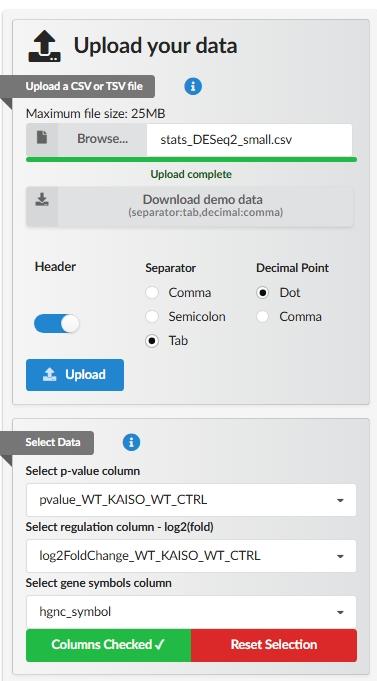 Upload your data
Upload a CSV or TSV file
Maximum file size: 25MB
Browse... stats_DESeq2_small.csv
Upload complete
Download demo data
(separator:tab,decimal:comma)
Header Separator Decimal Point
Comma Dot
Semicolon Comma
Tab
Upload
Select Data
Select p-value column
pvalue_WT_KAISO_WT_CTRL
Select regulation column - log2(fold)
log2FoldChange_WT_KAISO_WT_CTRL
Select gene symbols column
hgnc_symbol
Columns Checked ✓ Reset Selection